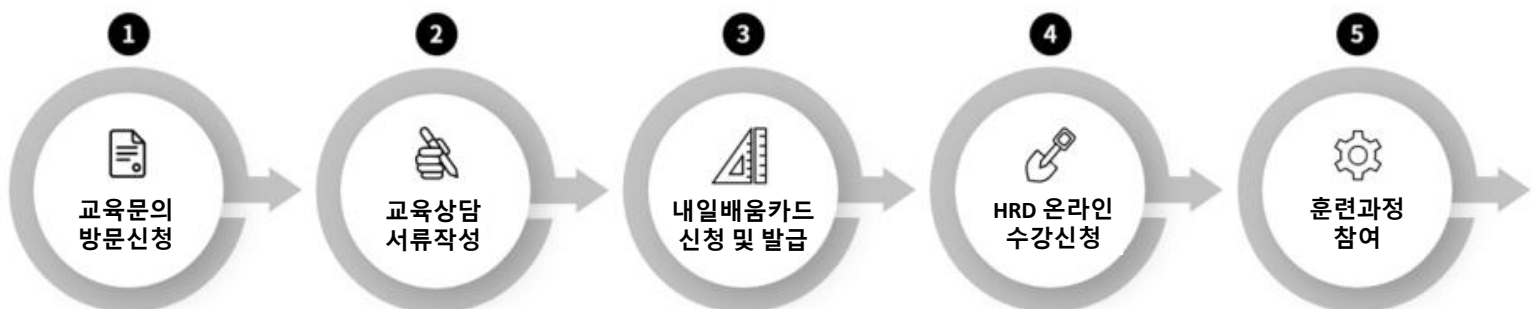 1
2
3
4
5
교육문의
방문신청
교육상담
서류작성
내일배움카드
신청 및 발급
HRD 온라인
수강신청
훈련과정
참여